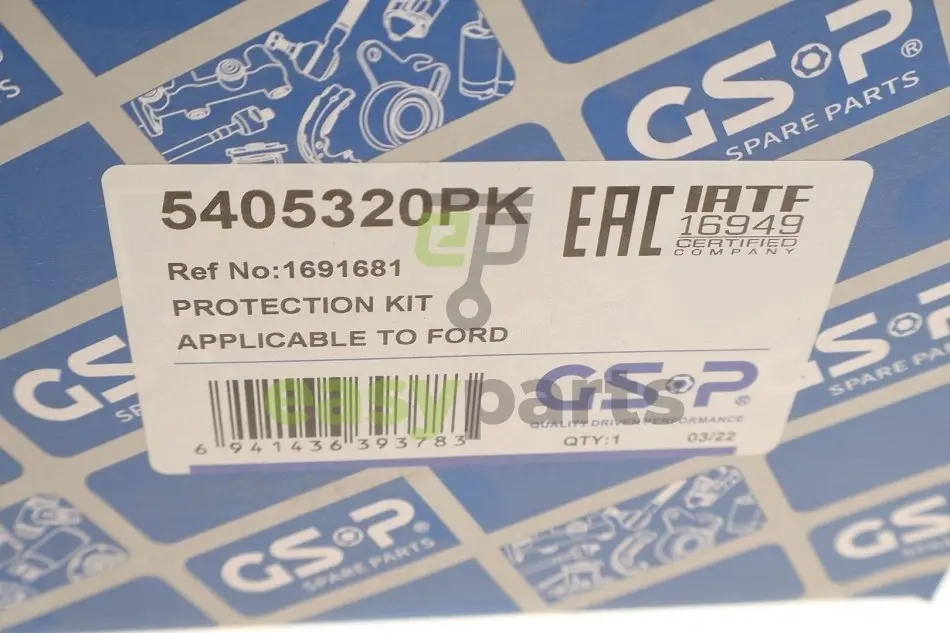 GS-P®
SPARE PARTS
5405320PK
EAC
IATF
16949
CERTIFIED
COMPANY
Ref No:1691681
PROTECTION KIT
APPLICABLE TO FORD
ep
easyparts
GS-P®
QUALITY DRIVEN PERFORMANCE
6 941436 393783
QTY:1
03/22
GS-P
SPARE PARTS
GS
SP
GS-P®
SPARE PARTS
GS-P
SPARE PARTS